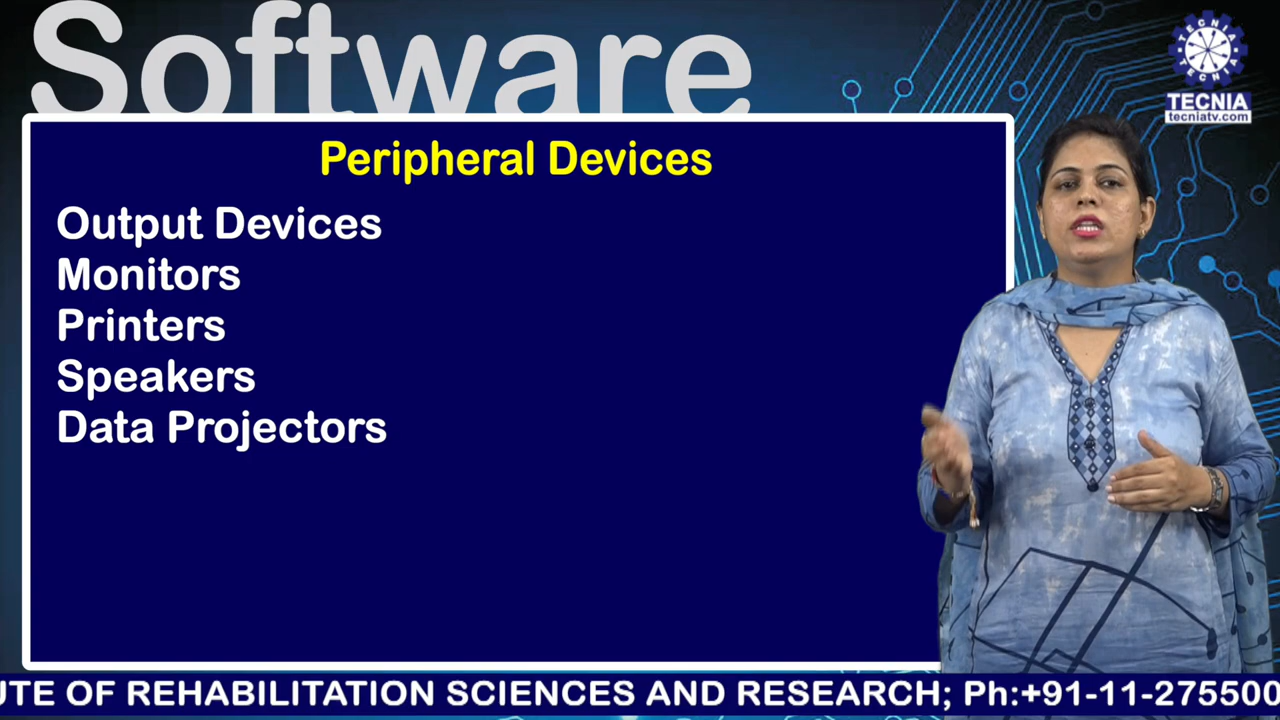 Software
TECNIA
TECNIA
TECNIA
tecniatv.com
Peripheral Devices
Output Devices
Monitors
Printers
Speakers
Data Projectors
UTE OF REHABILITATION SCIENCES AND RESEARCH; Ph:+91-11-275500